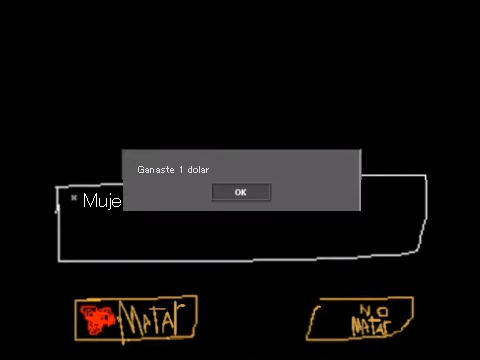 Ganaste 1 dolar
OK
* Muje
MATAR
NO
MATAR